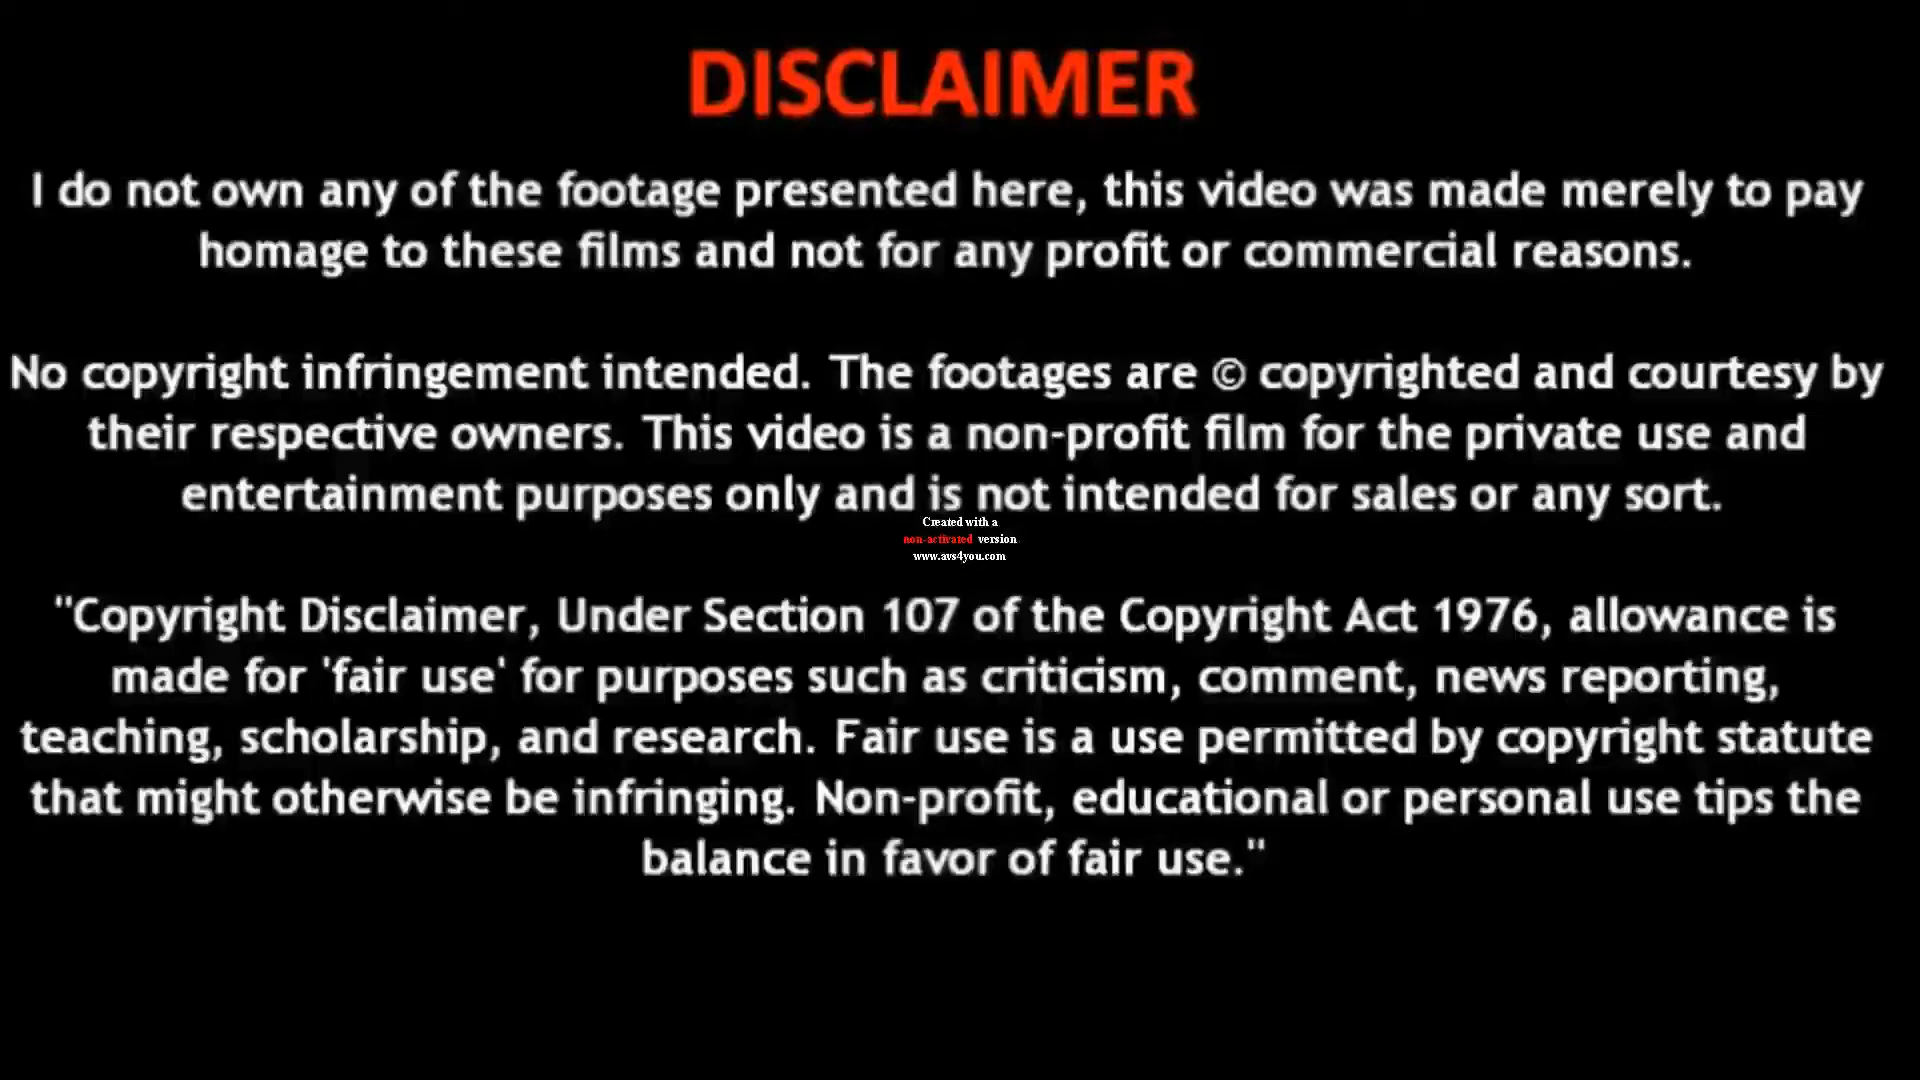 DISCLAIMER
I do not own any of the footage presented here, this video was made merely to pay
homage to these films and not for any profit or commercial reasons.
No copyright infringement intended. The footages are © copyrighted and courtesy by
their respective owners. This video is a non-profit film for the private use and
entertainment purposes only and is not intended for sales or any sort.
Created with a
non-activated version
www.avs4you.com
"Copyright Disclaimer, Under Section 107 of the Copyright Act 1976, allowance is
made for 'fair use' for purposes such as criticism, comment, news reporting,
teaching, scholarship, and research. Fair use is a use permitted by copyright statute
that might otherwise be infringing. Non-profit, educational or personal use tips the
balance in favor of fair use."